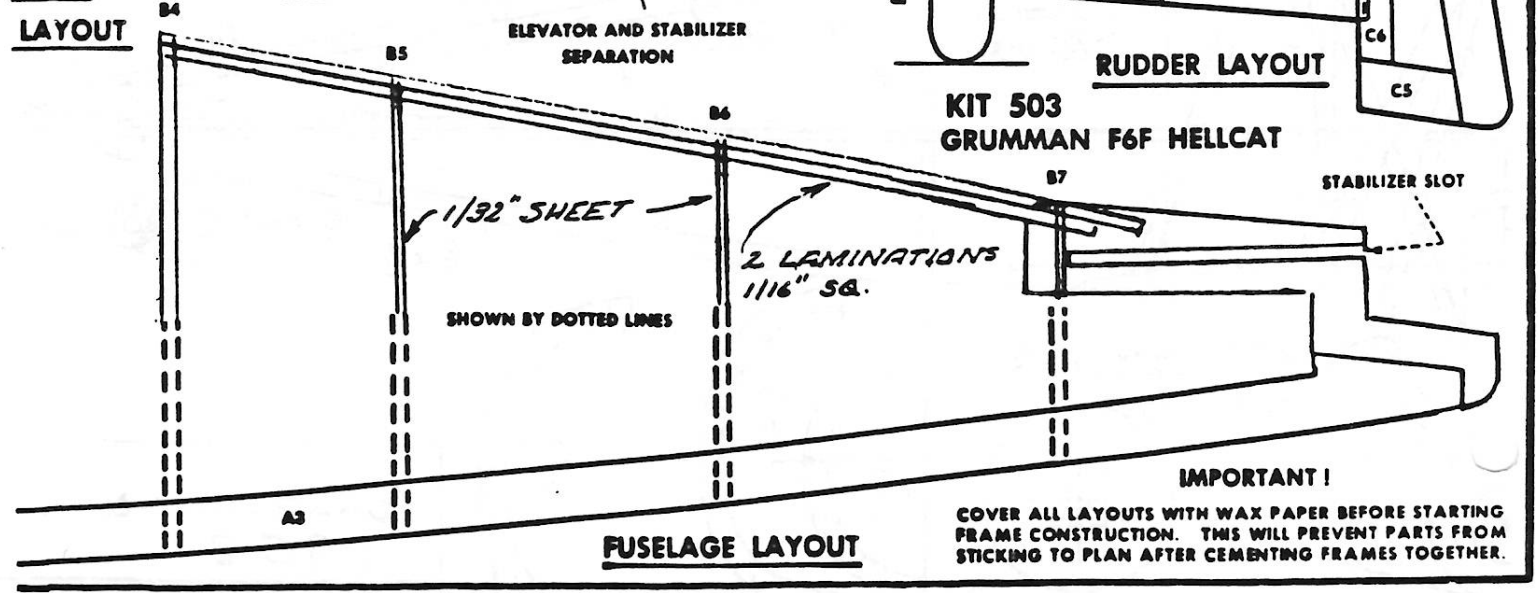 B4
LAYOUT
ELEVATOR AND STABILIZER
SEPARATION
B5
B6
C6
RUDDER LAYOUT
C5
KIT 503
GRUMMAN F6F HELLCAT
B7
STABILIZER SLOT
1/32" SHEET
2 LAMINATIONS
1/16" SQ.
SHOWN BY DOTTED LINES
A3
FUSELAGE LAYOUT
IMPORTANT!
COVER ALL LAYOUTS WITH WAX PAPER BEFORE STARTING
FRAME CONSTRUCTION. THIS WILL PREVENT PARTS FROM
STICKING TO PLAN AFTER CEMENTING FRAMES TOGETHER.